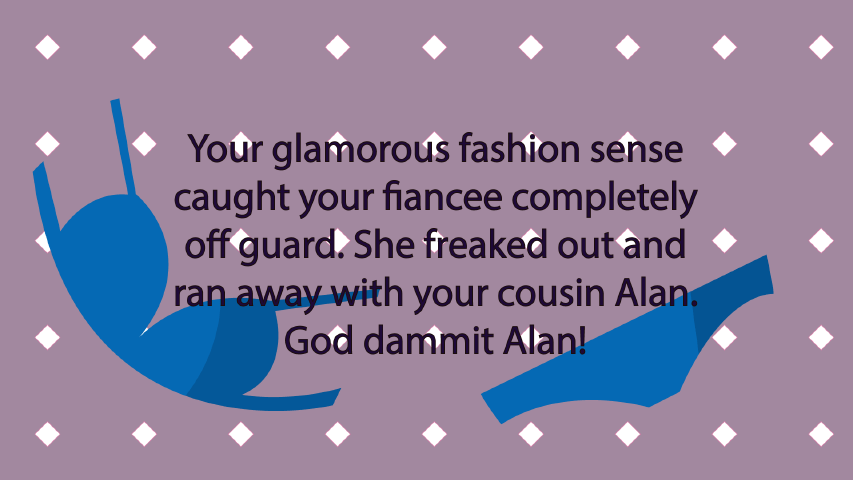 Your glamorous fashion sense
caught your fiancee completely
off guard. She freaked out and
ran away with your cousin Alan.
God dammit Alan!